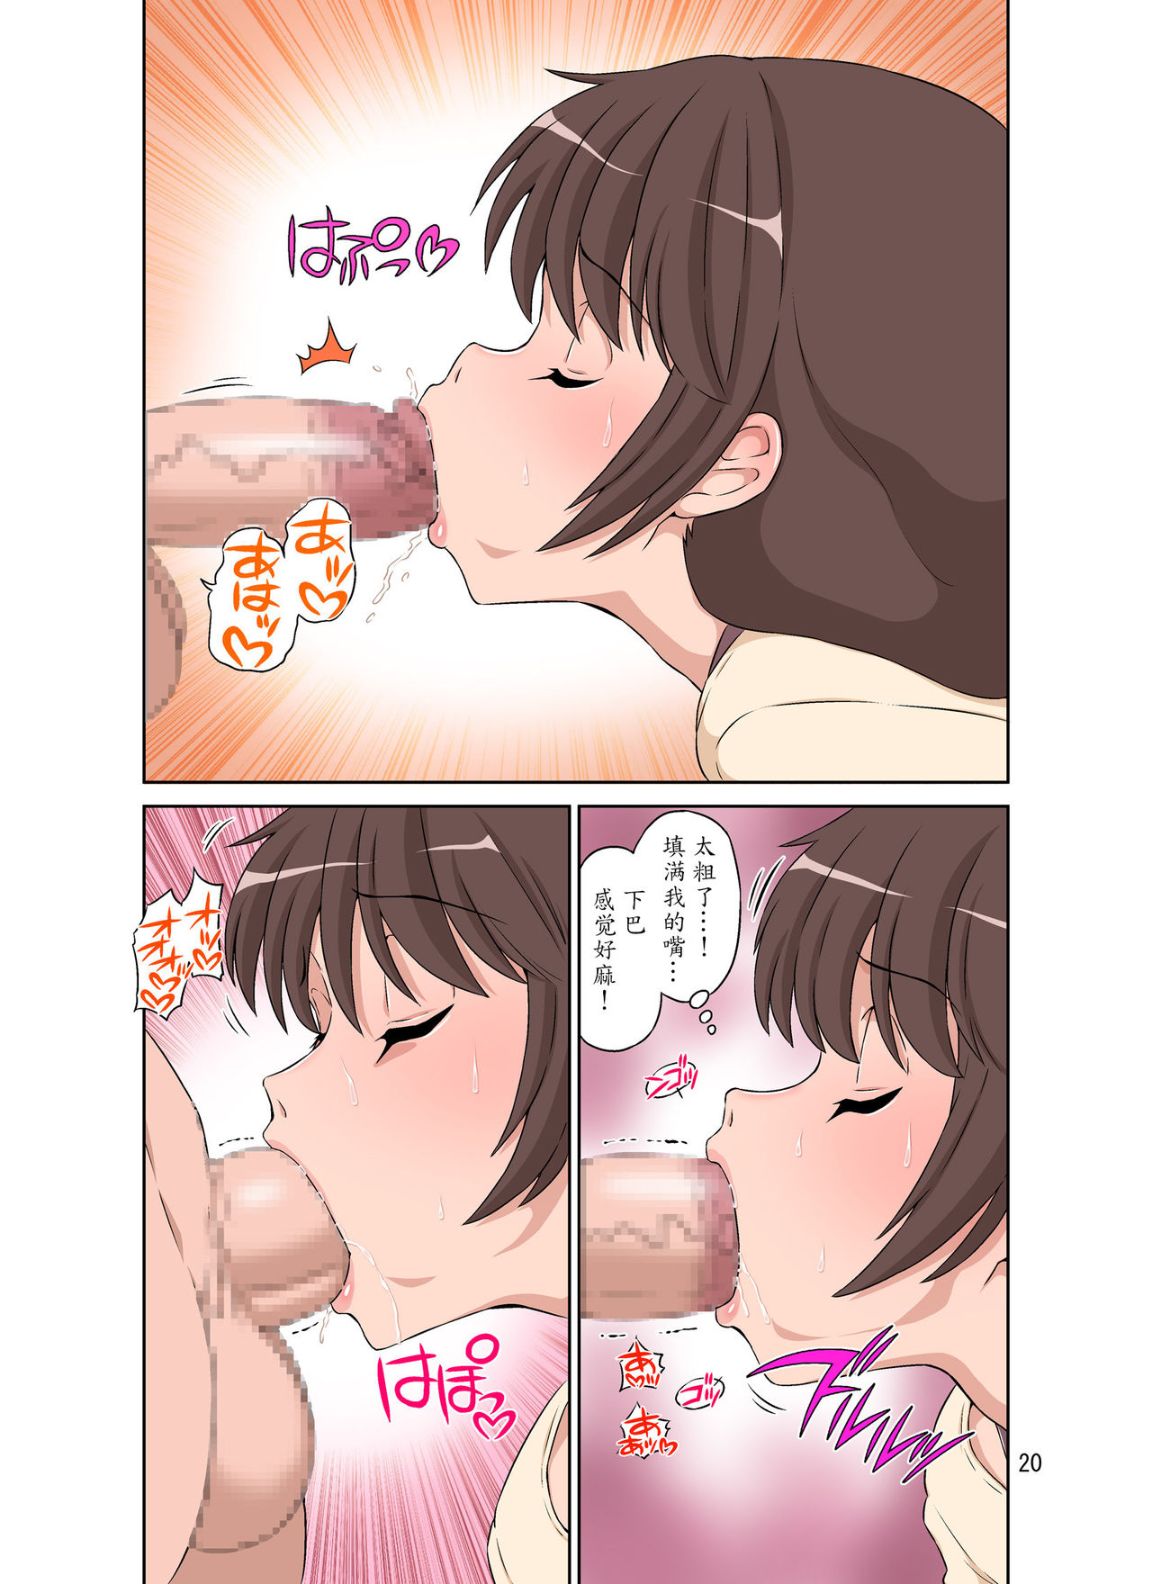 はぷっ♡
あッ♡
あはッ♡
太粗了…！
填满我的嘴…
下巴
感觉好麻！
ンゴッ
あッ♡
ゴッ
ああッ♡
ブルルルッ
オッ♡
オオオッ♡
はぽっ♡
20